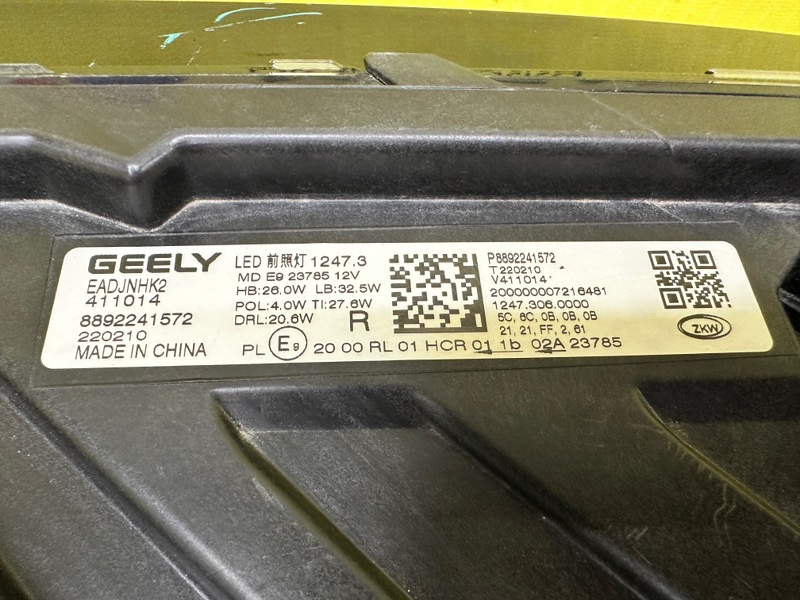 GEELY
EADJNHK2
411014
8892241572
220210
MADE IN CHINA
LED 前照灯 1247.3
MD E9 23785 12V
HB:26.0W LB:32.5W
POL:4.0W TI:27.6W
DRL:20.6W
R
PL E9 20 00 RL 01 HCR 01 1b 02A 23785
P8892241572
T220210
V411014
200000007216481
1247.306.0000
5C, 6C, 0B, 0B, 0B
21, 21, FF, 2, 61
ZKW